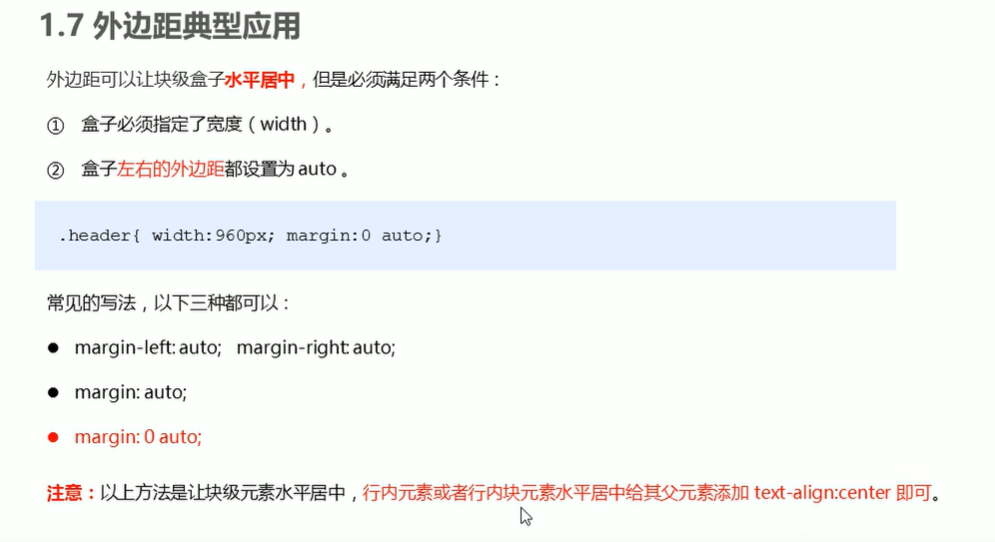 1.7 外边距典型应用
外边距可以让块级盒子水平居中，但是必须满足两个条件：
① 盒子必须指定了宽度（width）。
② 盒子左右的外边距都设置为 auto 。
.header{ width:960px; margin:0 auto;}
常见的写法，以下三种都可以：
● margin-left: auto; margin-right: auto;
● margin: auto;
● margin: 0 auto;
注意：以上方法是让块级元素水平居中，行内元素或者行内块元素水平居中给其父元素添加 text-align:center 即可。